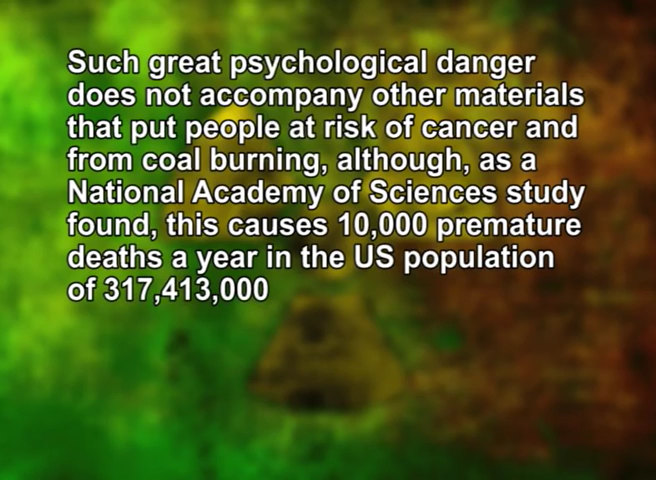 Such great psychological danger
does not accompany other materials
that put people at risk of cancer and
from coal burning, although, as a
National Academy of Sciences study
found, this causes 10,000 premature
deaths a year in the US population
of 317,413,000